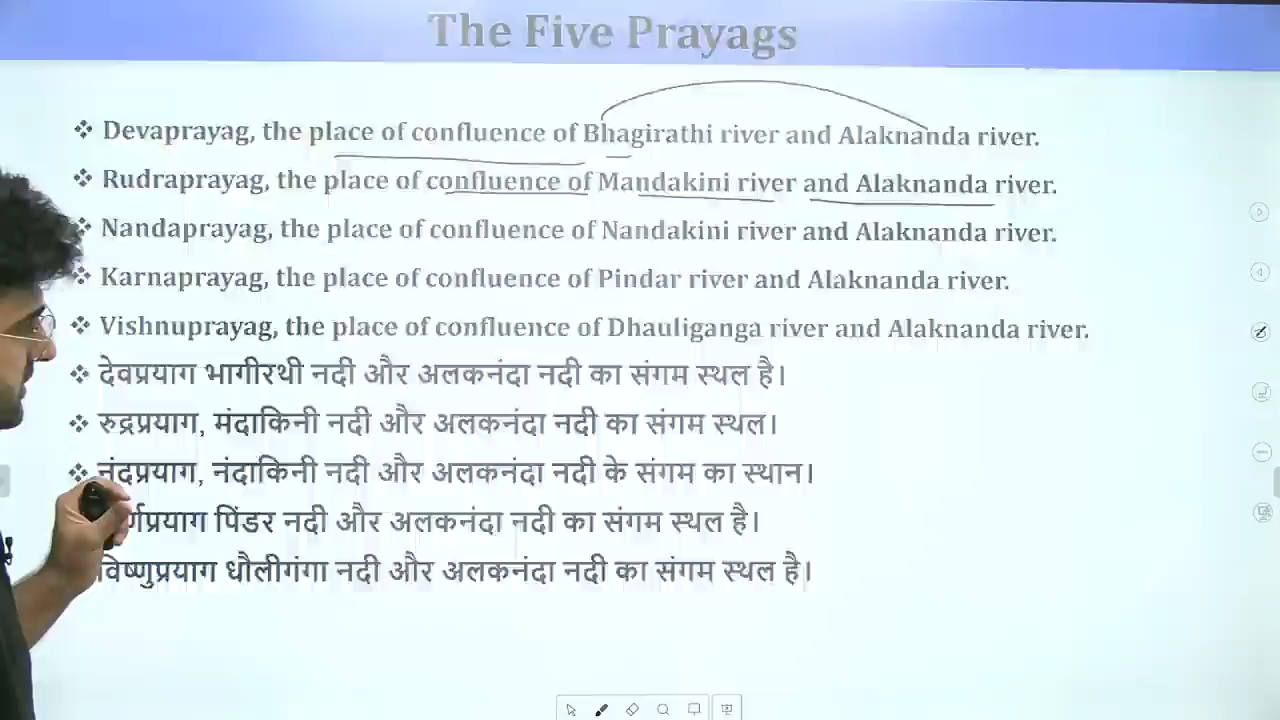 The Five Prayags
❖ Devaprayag, the place of confluence of Bhagirathi river and Alaknanda river.
❖ Rudraprayag, the place of confluence of Mandakini river and Alaknanda river.
❖ Nandaprayag, the place of confluence of Nandakini river and Alaknanda river.
❖ Karnaprayag, the place of confluence of Pindar river and Alaknanda river.
❖ Vishnuprayag, the place of confluence of Dhauliganga river and Alaknanda river.
❖ देवप्रयाग भागीरथी नदी और अलकनंदा नदी का संगम स्थल है।
❖ रुद्रप्रयाग, मंदाकिनी नदी और अलकनंदा नदी का संगम स्थल।
❖ नंदप्रयाग, नंदाकिनी नदी और अलकनंदा नदी के संगम का स्थान।
पिंडर नदी और अलकनंदा नदी का संगम स्थल है।
विष्णुप्रयाग धौलीगंगा नदी और अलकनंदा नदी का संगम स्थल है।